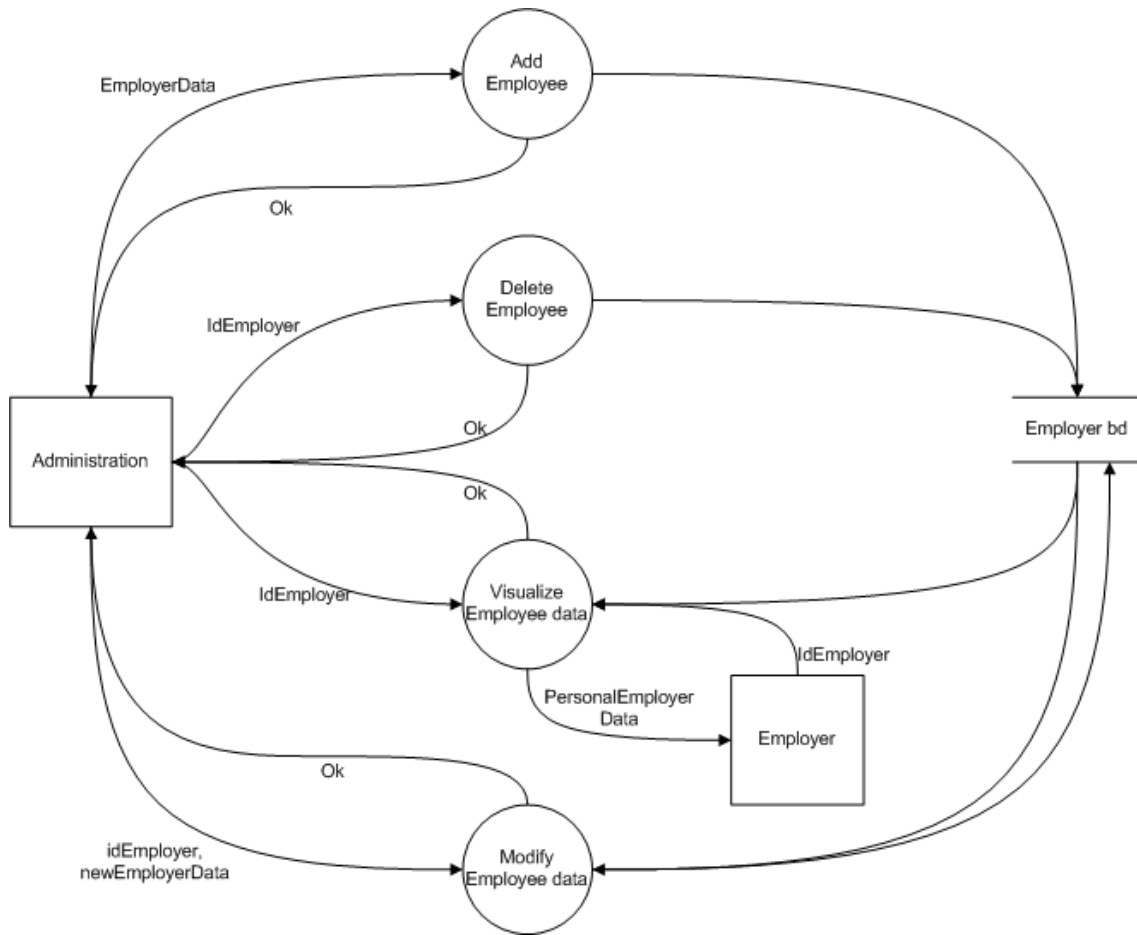 Add
Employee
EmployerData
Ok
Delete
Employee
IdEmployer
Ok
Administration
Employer bd
Ok
Visualize
Employee data
IdEmployer
IdEmployer
PersonalEmployer
Data
Employer
Ok
idEmployer,
newEmployerData
Modify
Employee data